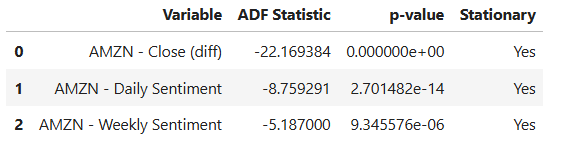 Variable ADF Statistic p-value Stationary
0 AMZN - Close (diff) -22.169384 0.000000e+00 Yes
1 AMZN - Daily Sentiment -8.759291 2.701482e-14 Yes
2 AMZN - Weekly Sentiment -5.187000 9.345576e-06 Yes